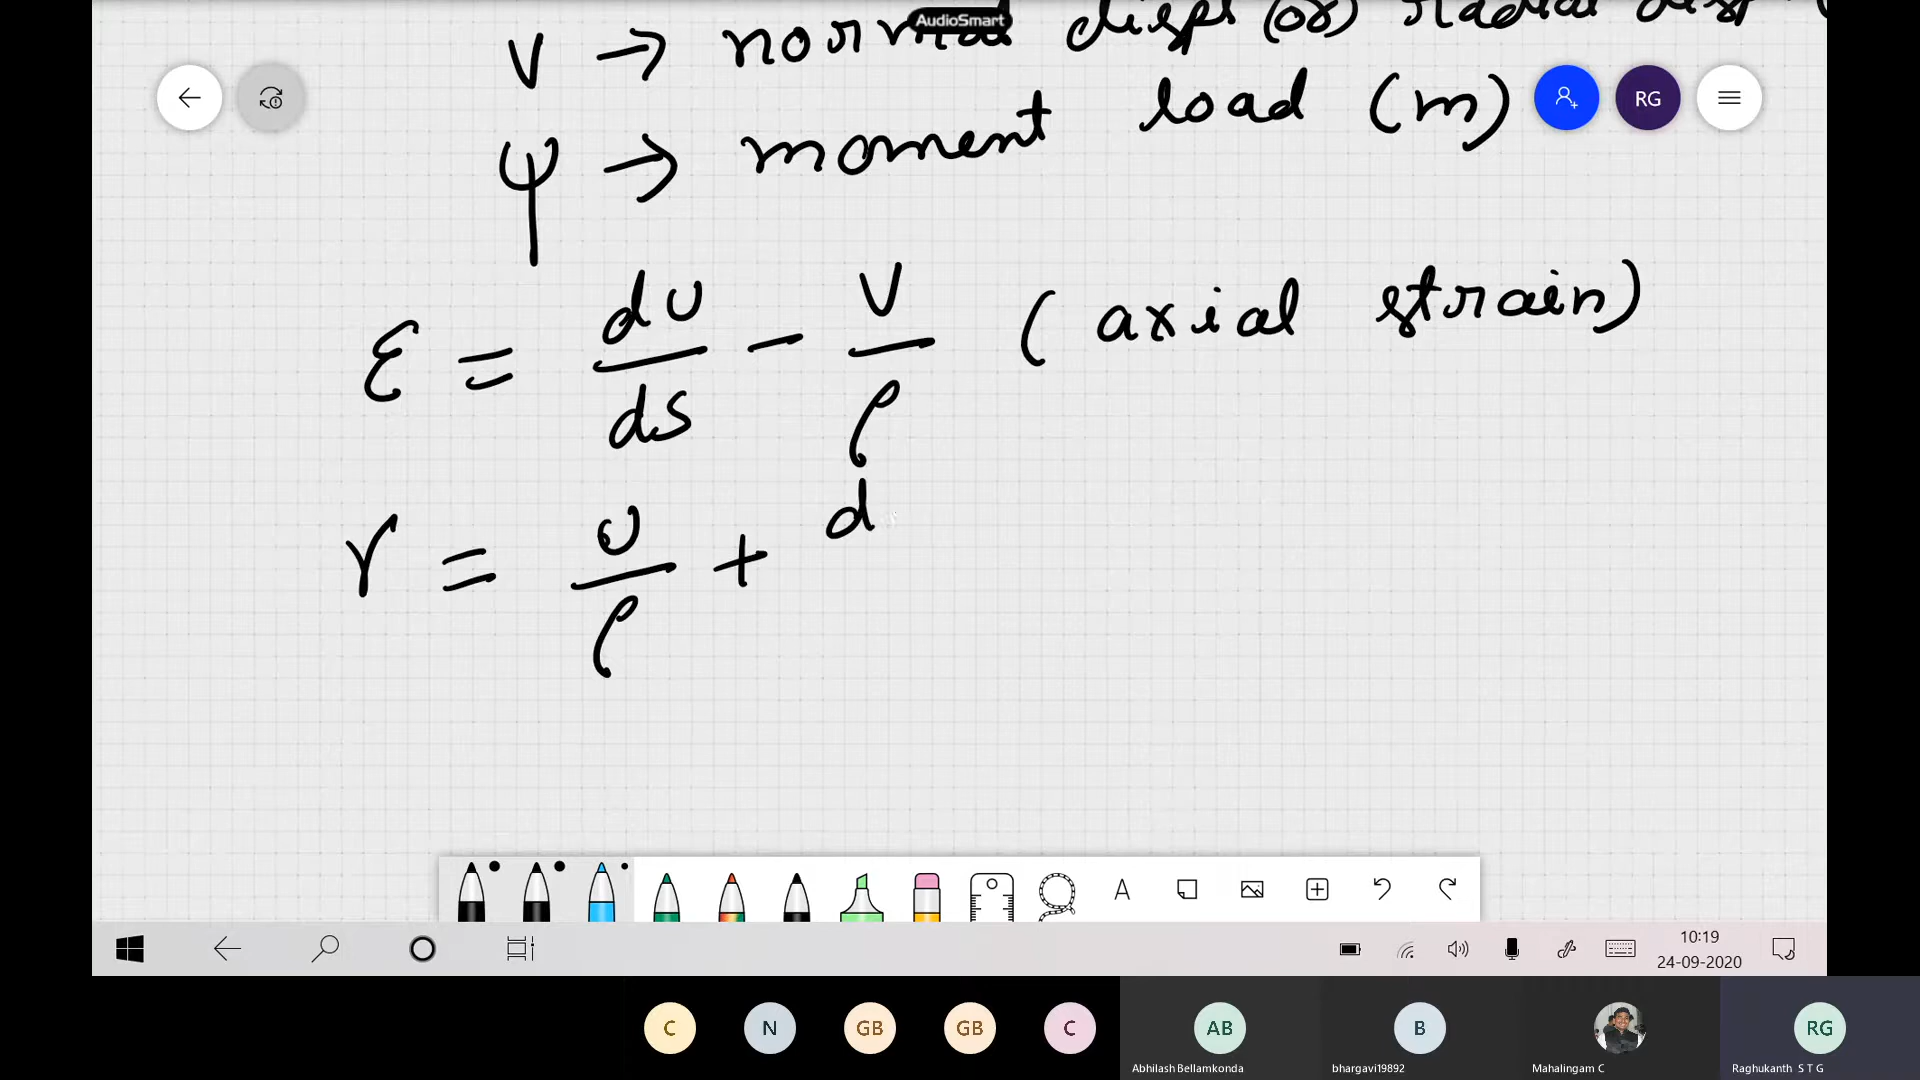 AudioSmart
V → normal displ (or) radial disp
ψ → moment load (m)
RG
ε = du/ds - v/ρ (axial strain)
γ = u/ρ + d
A
10:19
24-09-2020
C N GB GB C AB B RG
Abhilash Bellamkonda bhargavi19892 Mahalingam C Raghukanth S T G